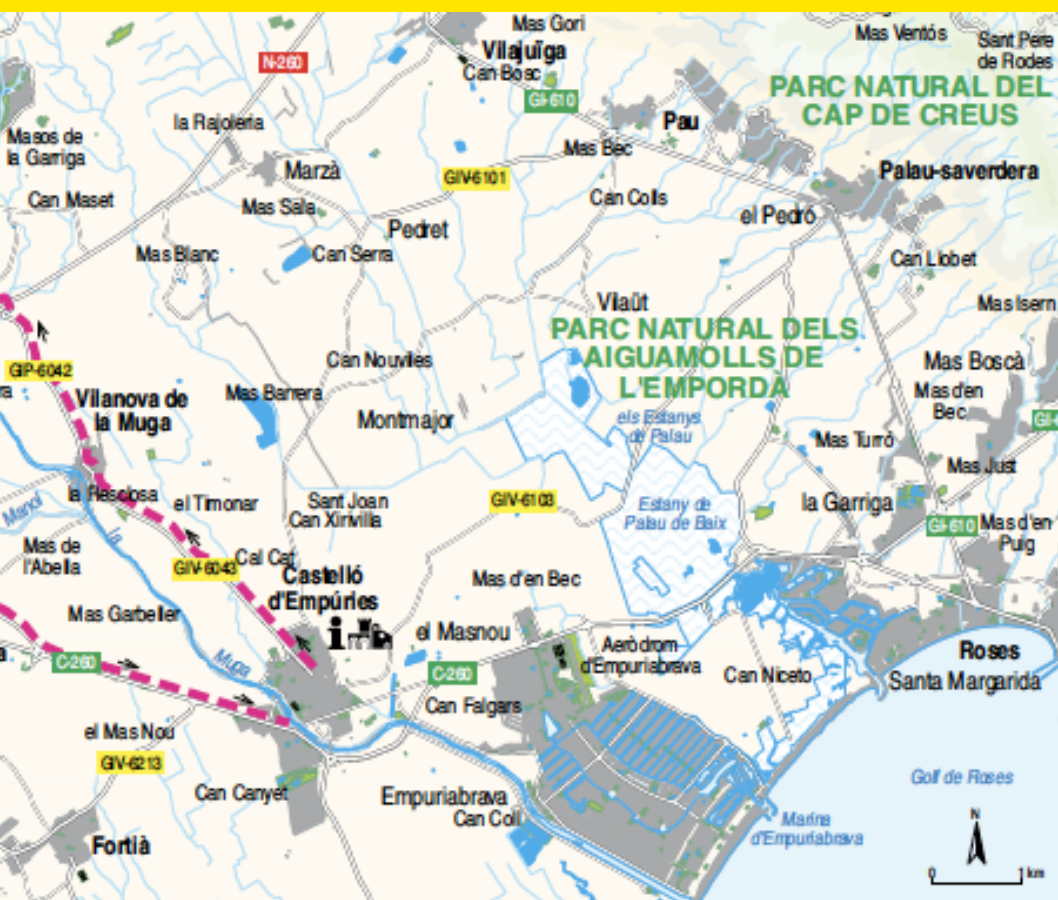 Mas Gori
Mas Ventós
Sant Pere
de Rodes
Vilajuïga
N-260
Can Bosc
GI-610
PARC NATURAL DEL
CAP DE CREUS
la Rajoleria
Pau
Masos de
la Garriga
Mas Bec
Marzà
GIV-6101
Palau-saverdera
Can Maset
Mas Sala
Can Colls
el Pedró
Pedret
Mas Blanc
Can Serra
Can Llobet
Vilaüt
Mas Isern
PARC NATURAL DELS
AIGUAMOLLS DE
L'EMPORDÀ
GIP-6042
Can Nouviles
Mas Boscà
Vilanova de
la Muga
Mas Barrera
Mas d'en
Bec
Montmajor
els Estanys
de Palau
Mas Turró
Mas Just
la Resclosa
el Timonar
Sant Joan
Can Xirivilla
GIV-6103
Estany de
Palau de Baix
la Garriga
Manol
la
GI-610
Mas d'en
Puig
Mas de
l'Abella
GIV-6043
Cal Cat
Castelló
d'Empúries
Mas d'en Bec
Mas Garbeller
el Masnou
Aeròdrom
d'Empuriabrava
Roses
C-260
Muga
C-260
Can Niceto
Santa Margarida
Can Falgars
el Mas Nou
GIV-6213
Golf de Roses
Can Canyet
Empuriabrava
Can Coll
Marina
d'Empuriabrava
Fortià
N
0 1 km